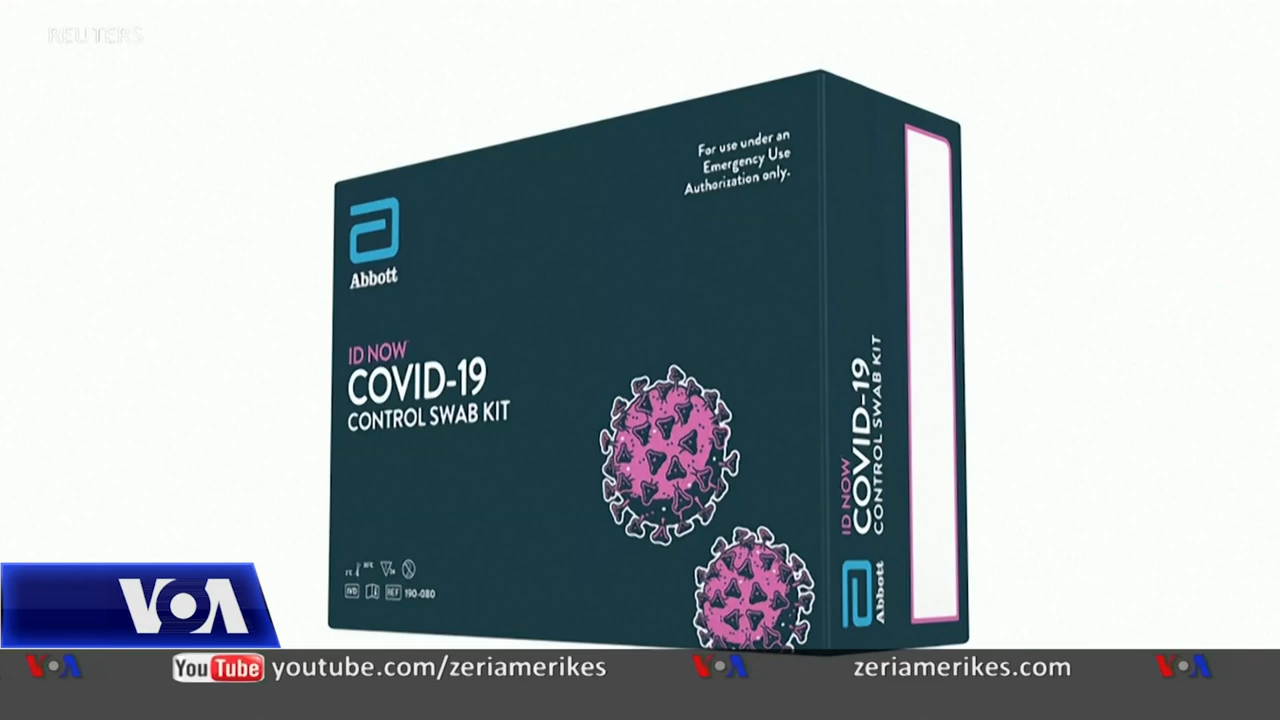 REUTERS
For use under an
Emergency Use
Authorization only.
Abbott
ID NOW™
COVID-19
CONTROL SWAB KIT
IVD
REF 190-080
ID NOW
COVID-19
CONTROL SWAB KIT
Abbott
VOA
VOA YouTube youtube.com/zeriamerikes VOA zeriamerikes.com VOA